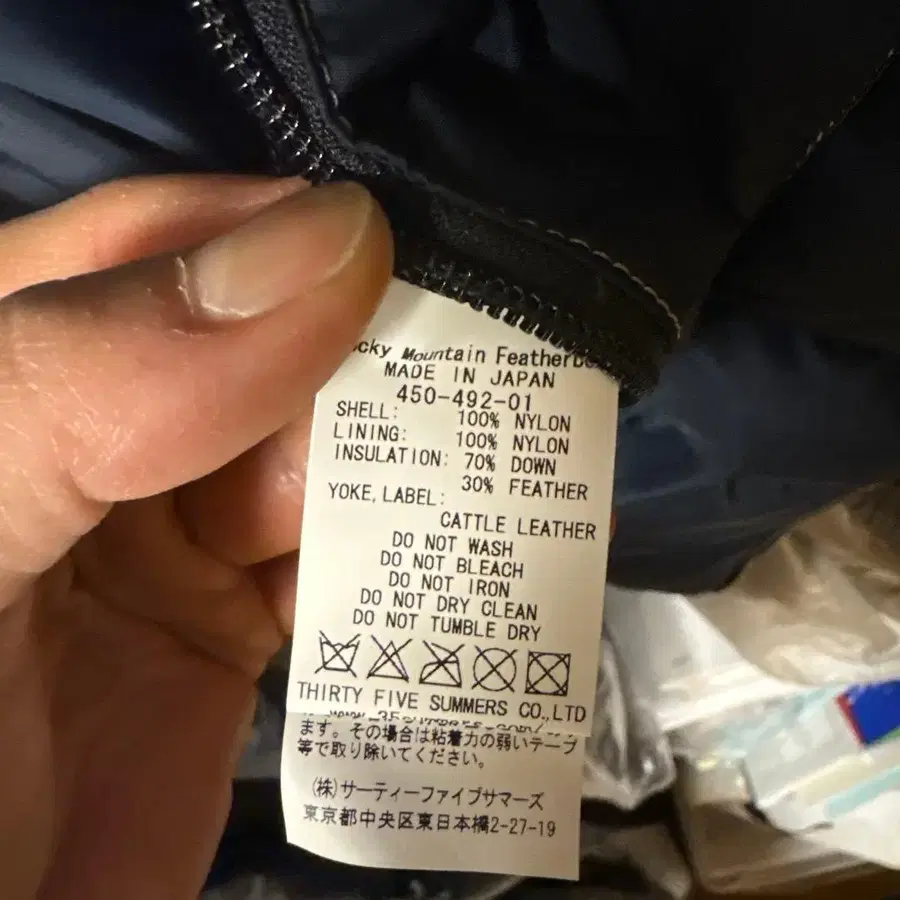 Mountain
MADE IN JAPAN
450-492-01
SHELL: 100% NYLON
LINING: 100% NYLON
INSULATION: 70% DOWN
30% FEATHER
YOKE,LABEL:
CATTLE LEATHER
DO NOT WASH
DO NOT BLEACH
DO NOT IRON
DO NOT DRY CLEAN
DO NOT TUMBLE DRY
THIRTY FIVE SUMMERS CO.,LTD
ます。その場合は粘着力の弱いテープ
等で取り除いてください。
(株)サーティーファイブサマーズ
東京都中央区東日本橋2-27-19